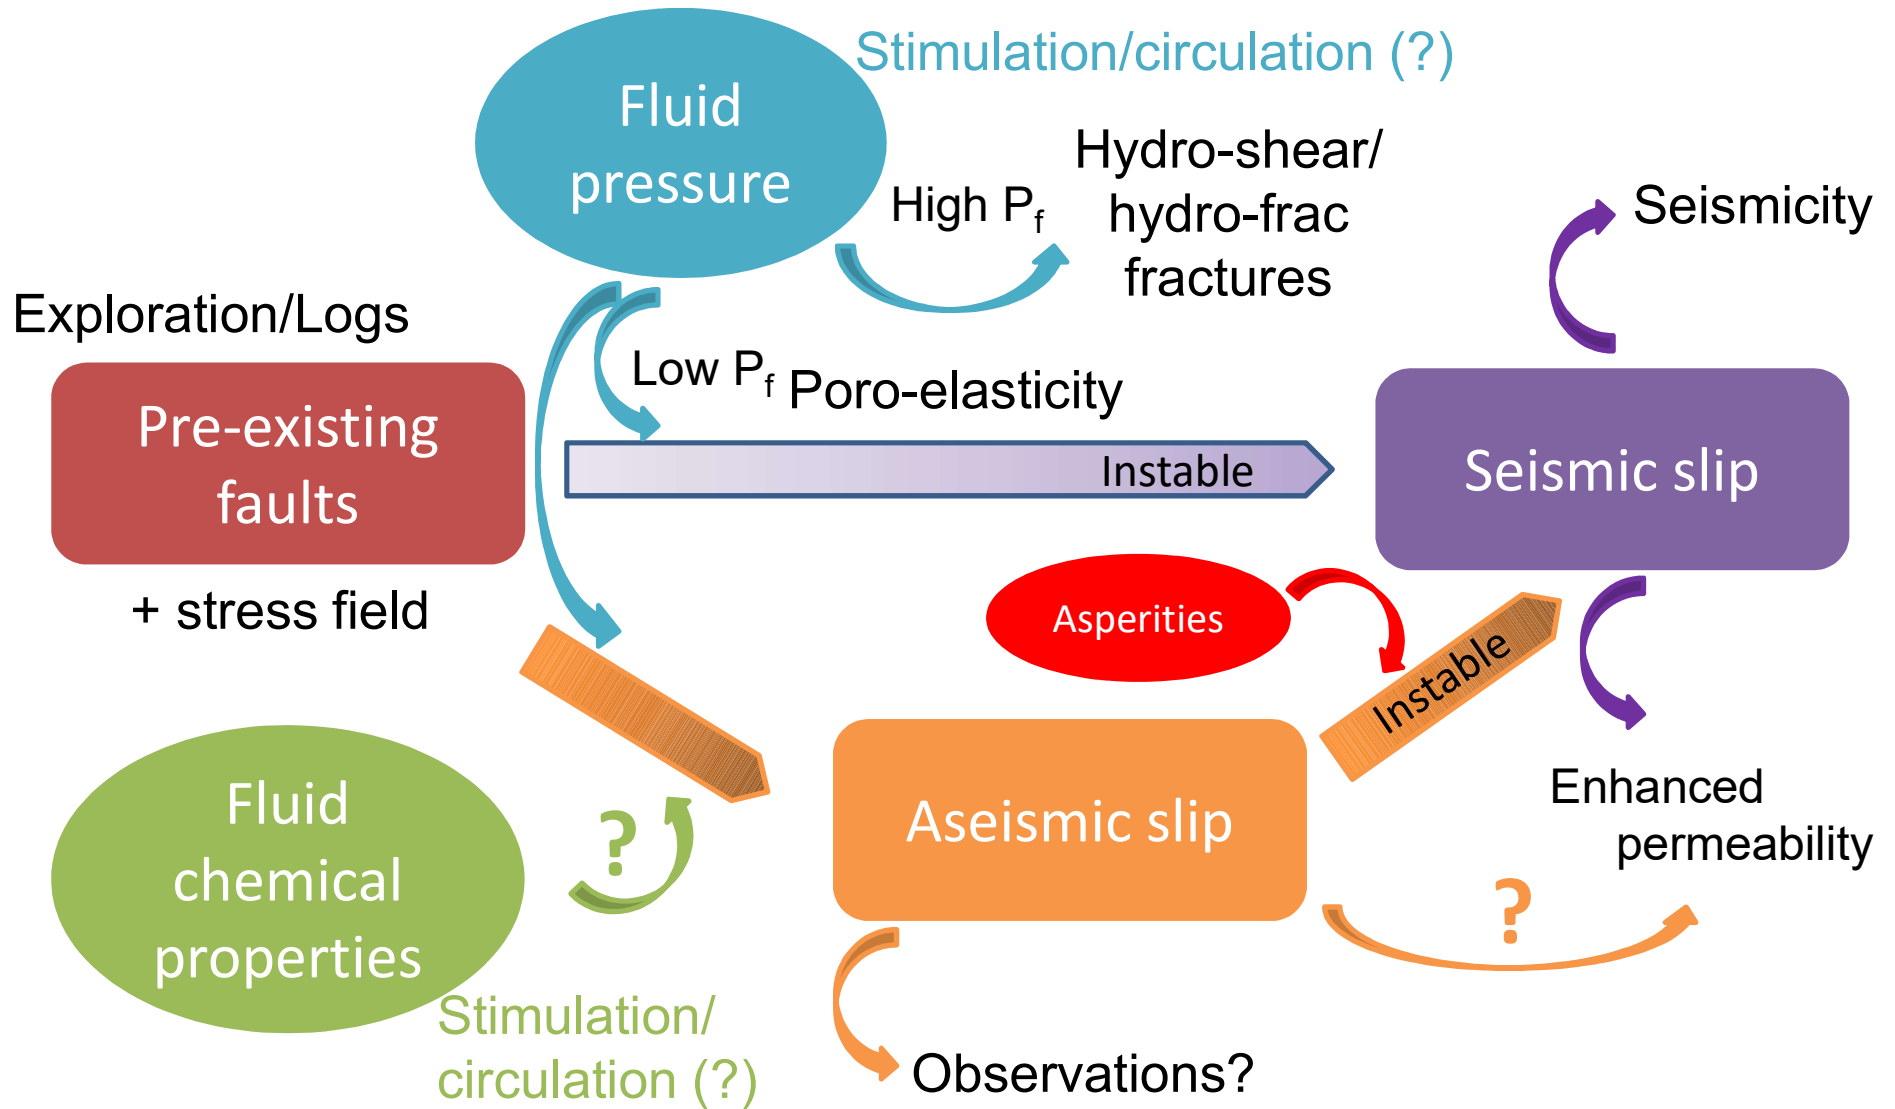 Stimulation/circulation (?)
Fluid
pressure
High Pf
Hydro-shear/
hydro-frac
fractures
Seismicity
Exploration/Logs
Low Pf
Poro-elasticity
Pre-existing
faults
Instable
Seismic slip
+ stress field
Asperities
Instable
Fluid
chemical
properties
?
Aseismic slip
Enhanced
permeability
?
Stimulation/
circulation (?)
Observations?